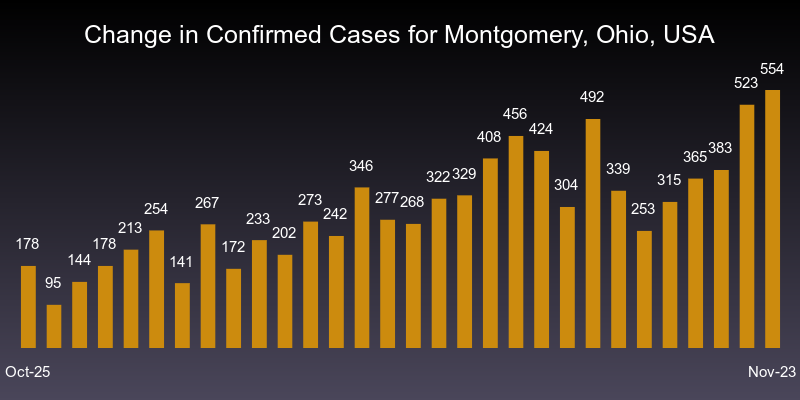 Change in Confirmed Cases for Montgomery, Ohio, USA
178 95 144 178 213 254 141 267 172 233 202 273 242 346 277 268 322 329 408 456 424 304 492 339 253 315 365 383 523 554
Oct-25 Nov-23